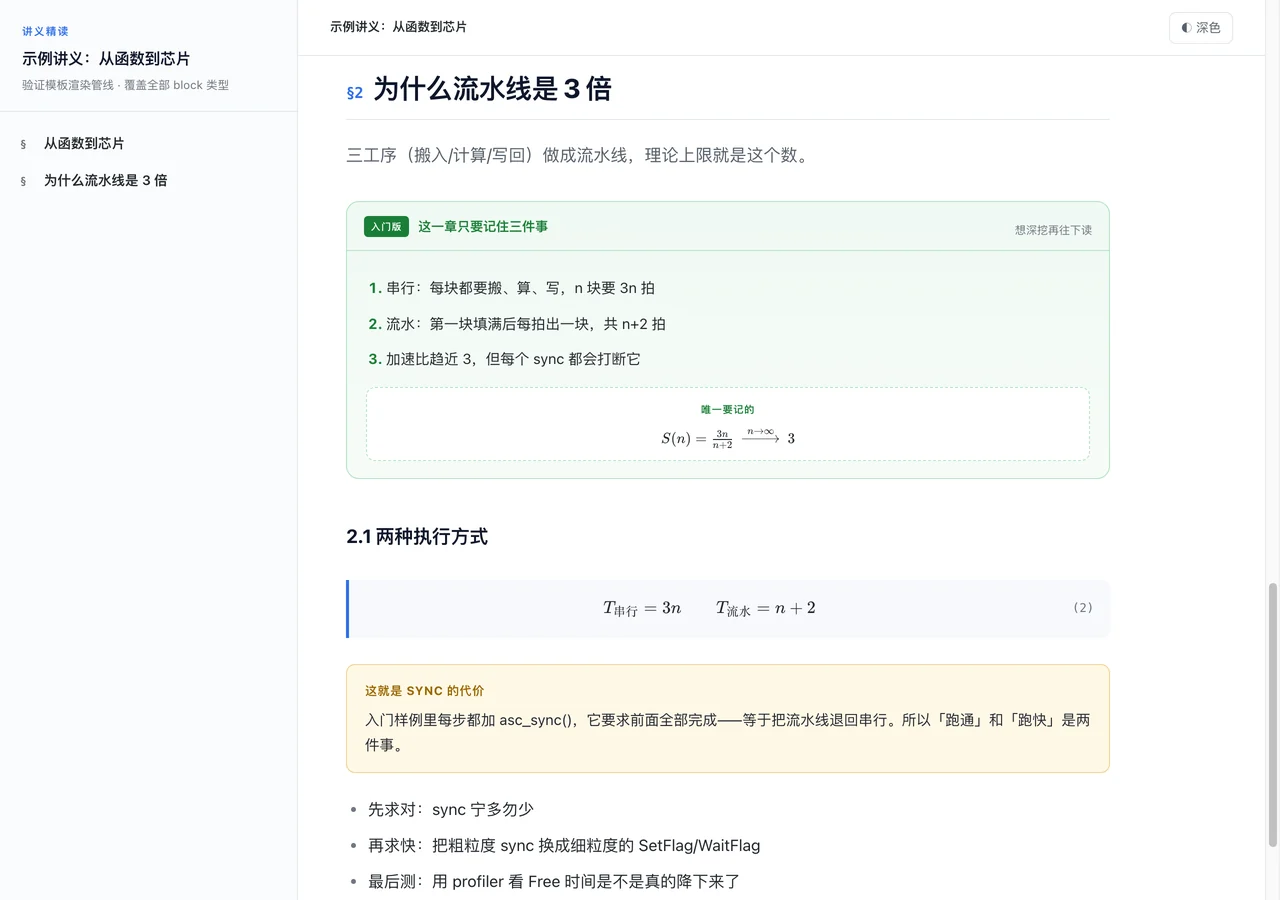 讲义精读
示例讲义：从函数到芯片
验证模板渲染管线 · 覆盖全部 block 类型
§ 从函数到芯片
§ 为什么流水线是 3 倍
示例讲义：从函数到芯片
◐ 深色
§2 为什么流水线是 3 倍
三工序（搬入/计算/写回）做成流水线，理论上限就是这个数。
入门版 这一章只要记住三件事
想深挖再往下读
1. 串行：每块都要搬、算、写，n 块要 3n 拍
2. 流水：第一块填满后每拍出一块，共 n+2 拍
3. 加速比趋近 3，但每个 sync 都会打断它
唯一要记的
S(n) = 3n/(n+2) —n→∞→ 3
2.1 两种执行方式
T串行 = 3n T流水 = n + 2 (2)
这就是 SYNC 的代价
入门样例里每步都加 asc_sync()，它要求前面全部完成——等于把流水线退回串行。所以「跑通」和「跑快」是两
件事。
• 先求对：sync 宁多勿少
• 再求快：把粗粒度 sync 换成细粒度的 SetFlag/WaitFlag
• 最后测：用 profiler 看 Free 时间是不是真的降下来了